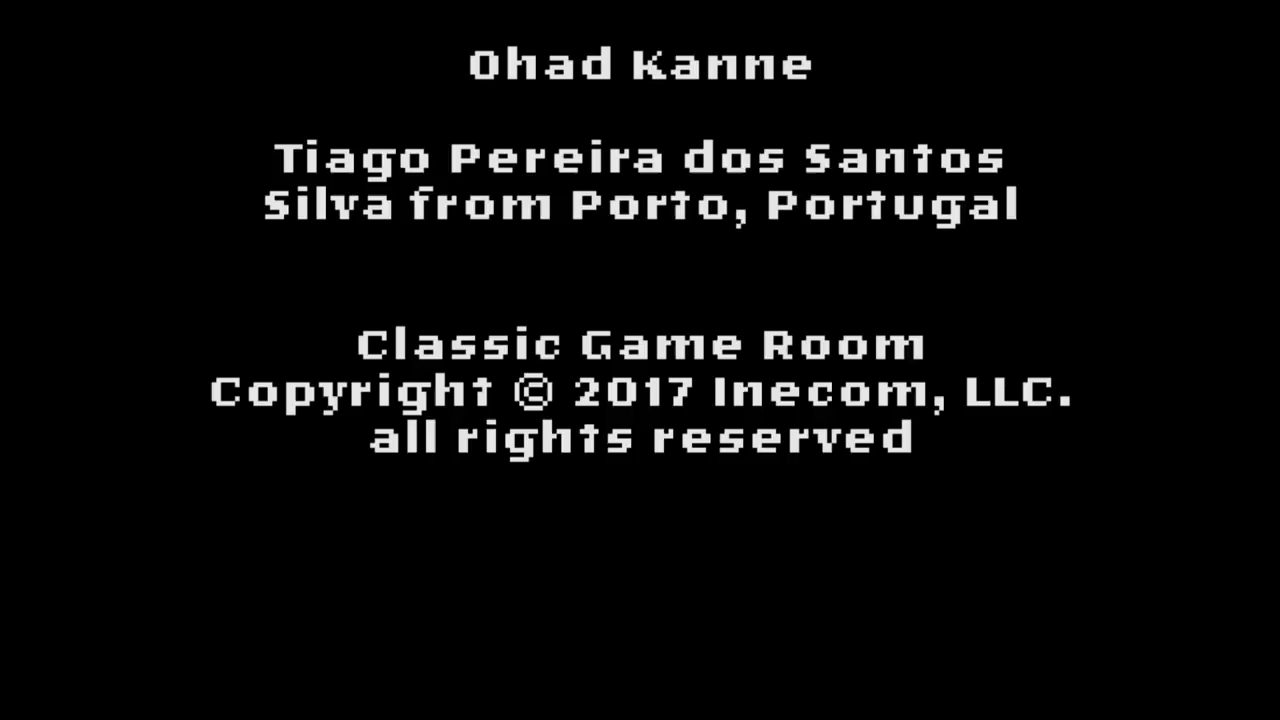 Ohad Kanne
Tiago Pereira dos Santos
Silva from Porto, Portugal
Classic Game Room
Copyright © 2017 Inecom, LLC.
all rights reserved